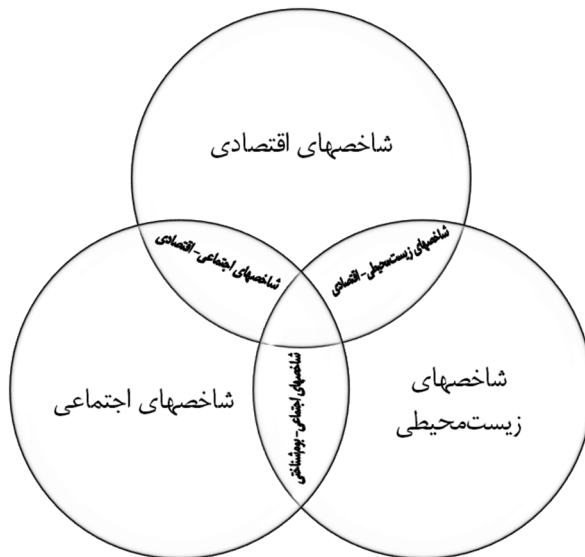 شاخصهای اقتصادی
شاخصهای زیست‌محیطی-اقتصادی
شاخصهای اجتماعی-اقتصادی
شاخصهای
زیست‌محیطی
شاخصهای اجتماعی-بوم‌شناختی
شاخصهای اجتماعی